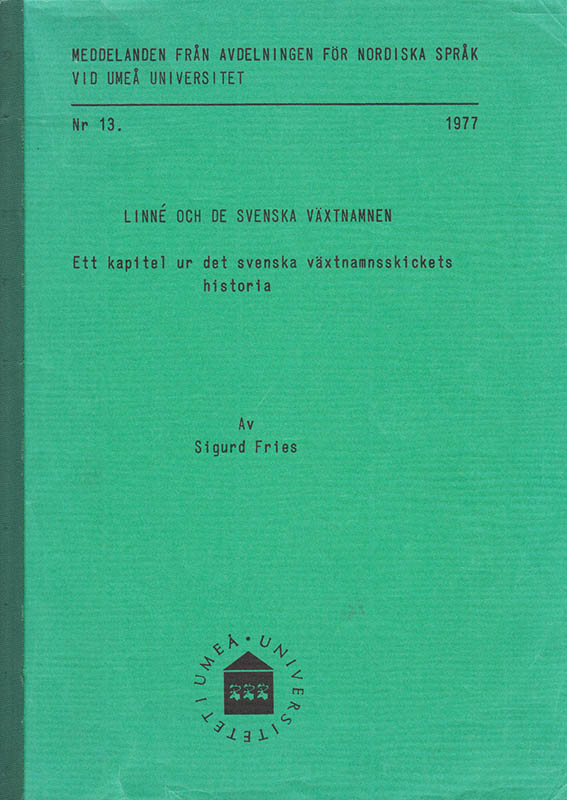 MEDDELANDEN FRÅN AVDELNINGEN FÖR NORDISKA SPRÅK
VID UMEÅ UNIVERSITET
Nr 13. 1977
LINNÉ OCH DE SVENSKA VÄXTNAMNEN
Ett kapitel ur det svenska växtnamnsskickets
historia
Av
Sigurd Fries
UNIVERSITETET I UMEÅ